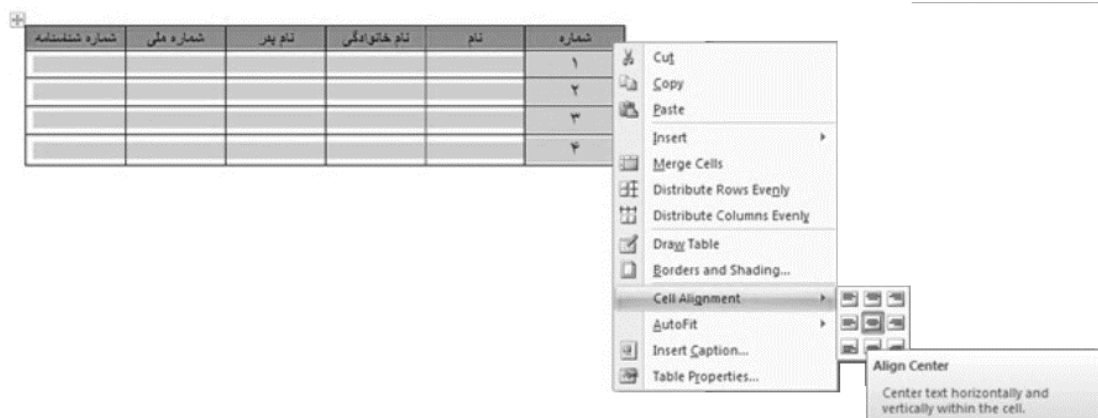 شماره نام نام خانوادگی نام پدر شماره ملی شماره شناسنامه
۱
۲
۳
۴
Cut
Copy
Paste
Insert
Merge Cells
Distribute Rows Evenly
Distribute Columns Evenly
Draw Table
Borders and Shading...
Cell Alignment
AutoFit
Insert Caption...
Table Properties...
Align Center
Center text horizontally and
vertically within the cell.